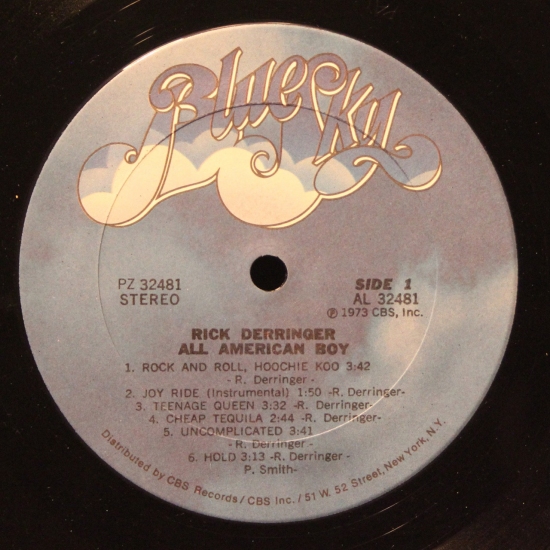 Blue Sky
PZ 32481
STEREO
SIDE 1
AL 32481
℗ 1973 CBS, Inc.
RICK DERRINGER
ALL AMERICAN BOY
1. ROCK AND ROLL, HOOCHIE KOO 3:42
- R. Derringer -
2. JOY RIDE (Instrumental) 1:50 -R. Derringer-
3. TEENAGE QUEEN 3:32 -R. Derringer-
4. CHEAP TEQUILA 2:44 -R. Derringer-
5. UNCOMPLICATED 3:41
- R. Derringer -
6. HOLD 3:13 -R. Derringer -
P. Smith-
Distributed by CBS Records/CBS Inc./51 W. 52 Street, New York, N.Y.